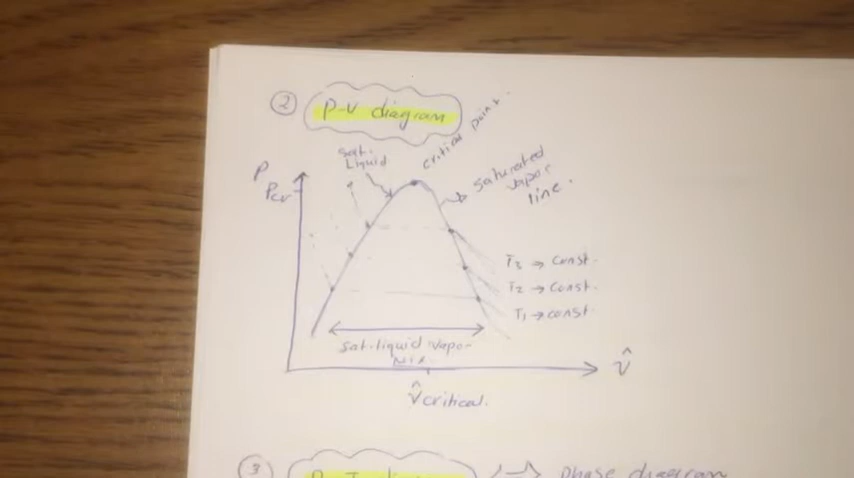 ② P-V diagram
critical point.
Sat.
Liquid
Saturated
vapor
line.
P
Pcr
T3 → Const.
T2 → Const.
T1 → const
Sat-liquid vapor
Mix.
V̂
V̂critical.
③ P-T diagram ⟨⇒ phase diagram